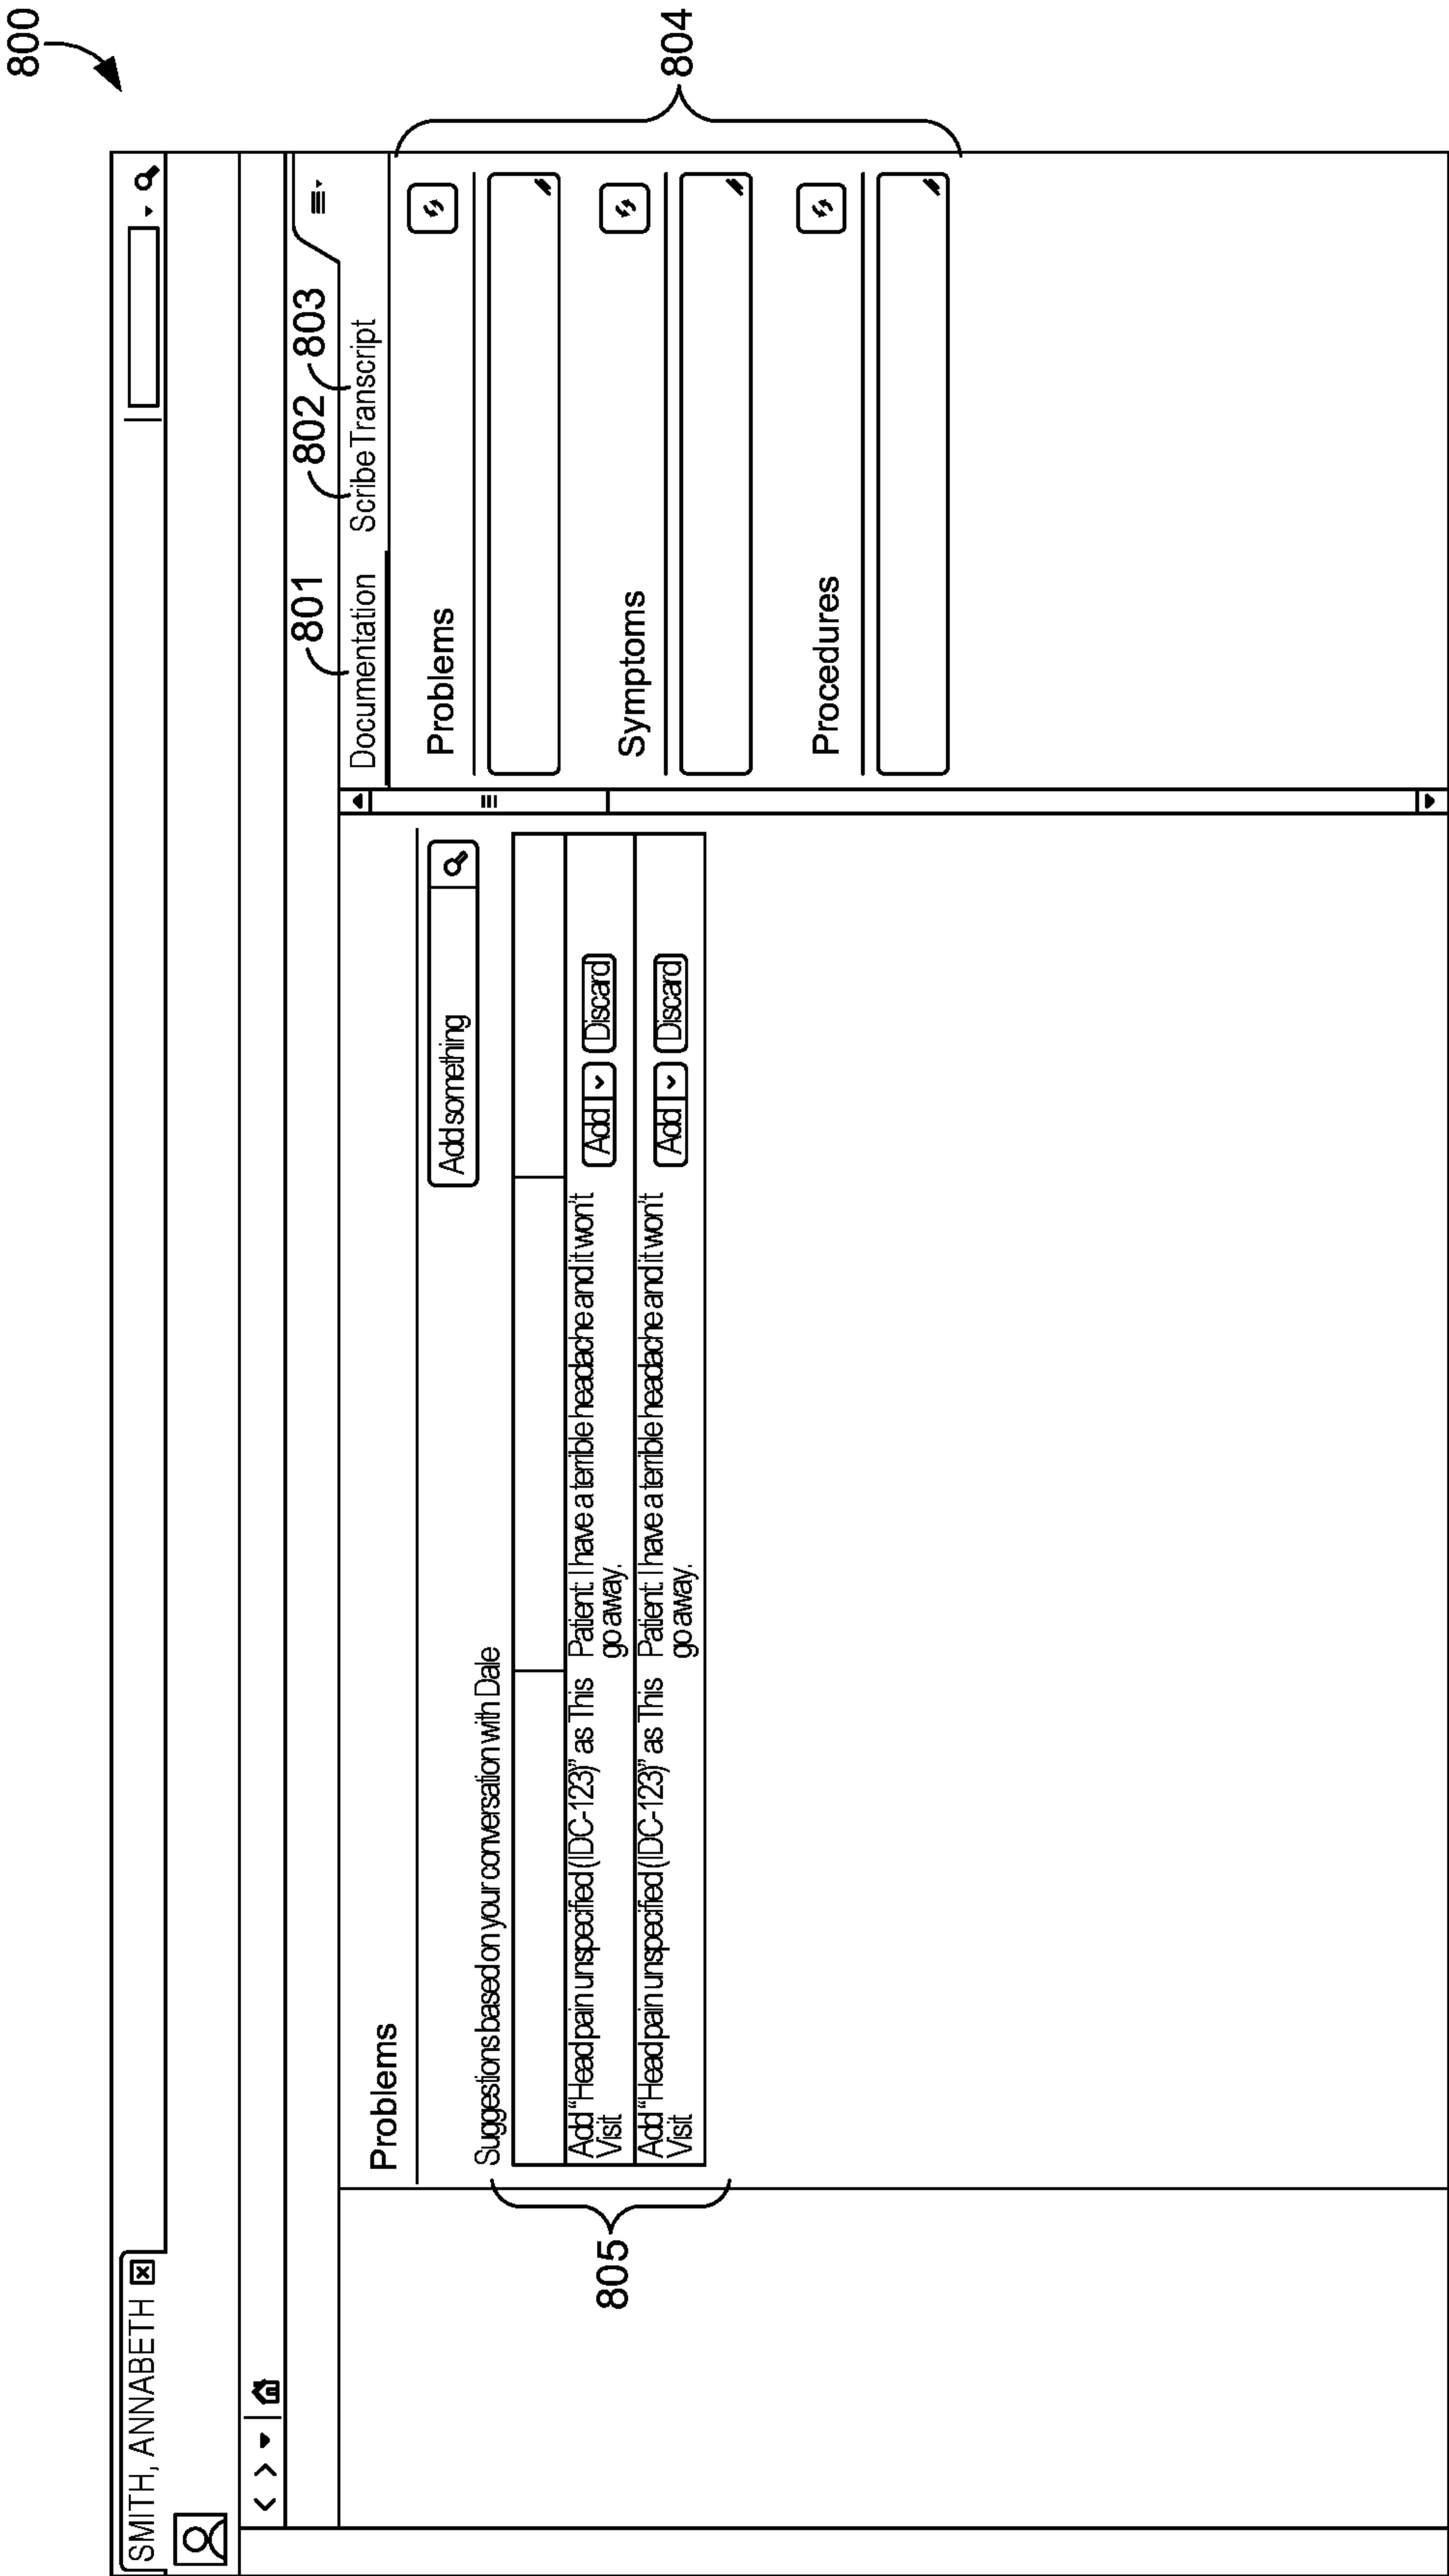 800
SMITH, ANNABETH
801
802
803
Documentation
Scribe Transcript
Problems
Problems
804
Add something
Suggestions based on your conversation with Dale
805
Add "Head pain unspecified (IDC-123)" as This
Visit
Patient: I have a terrible headache and it won't
go away.
Add
Discard
Add "Head pain unspecified (IDC-123)" as This
Visit
Patient: I have a terrible headache and it won't
go away.
Add
Discard
Symptoms
Procedures